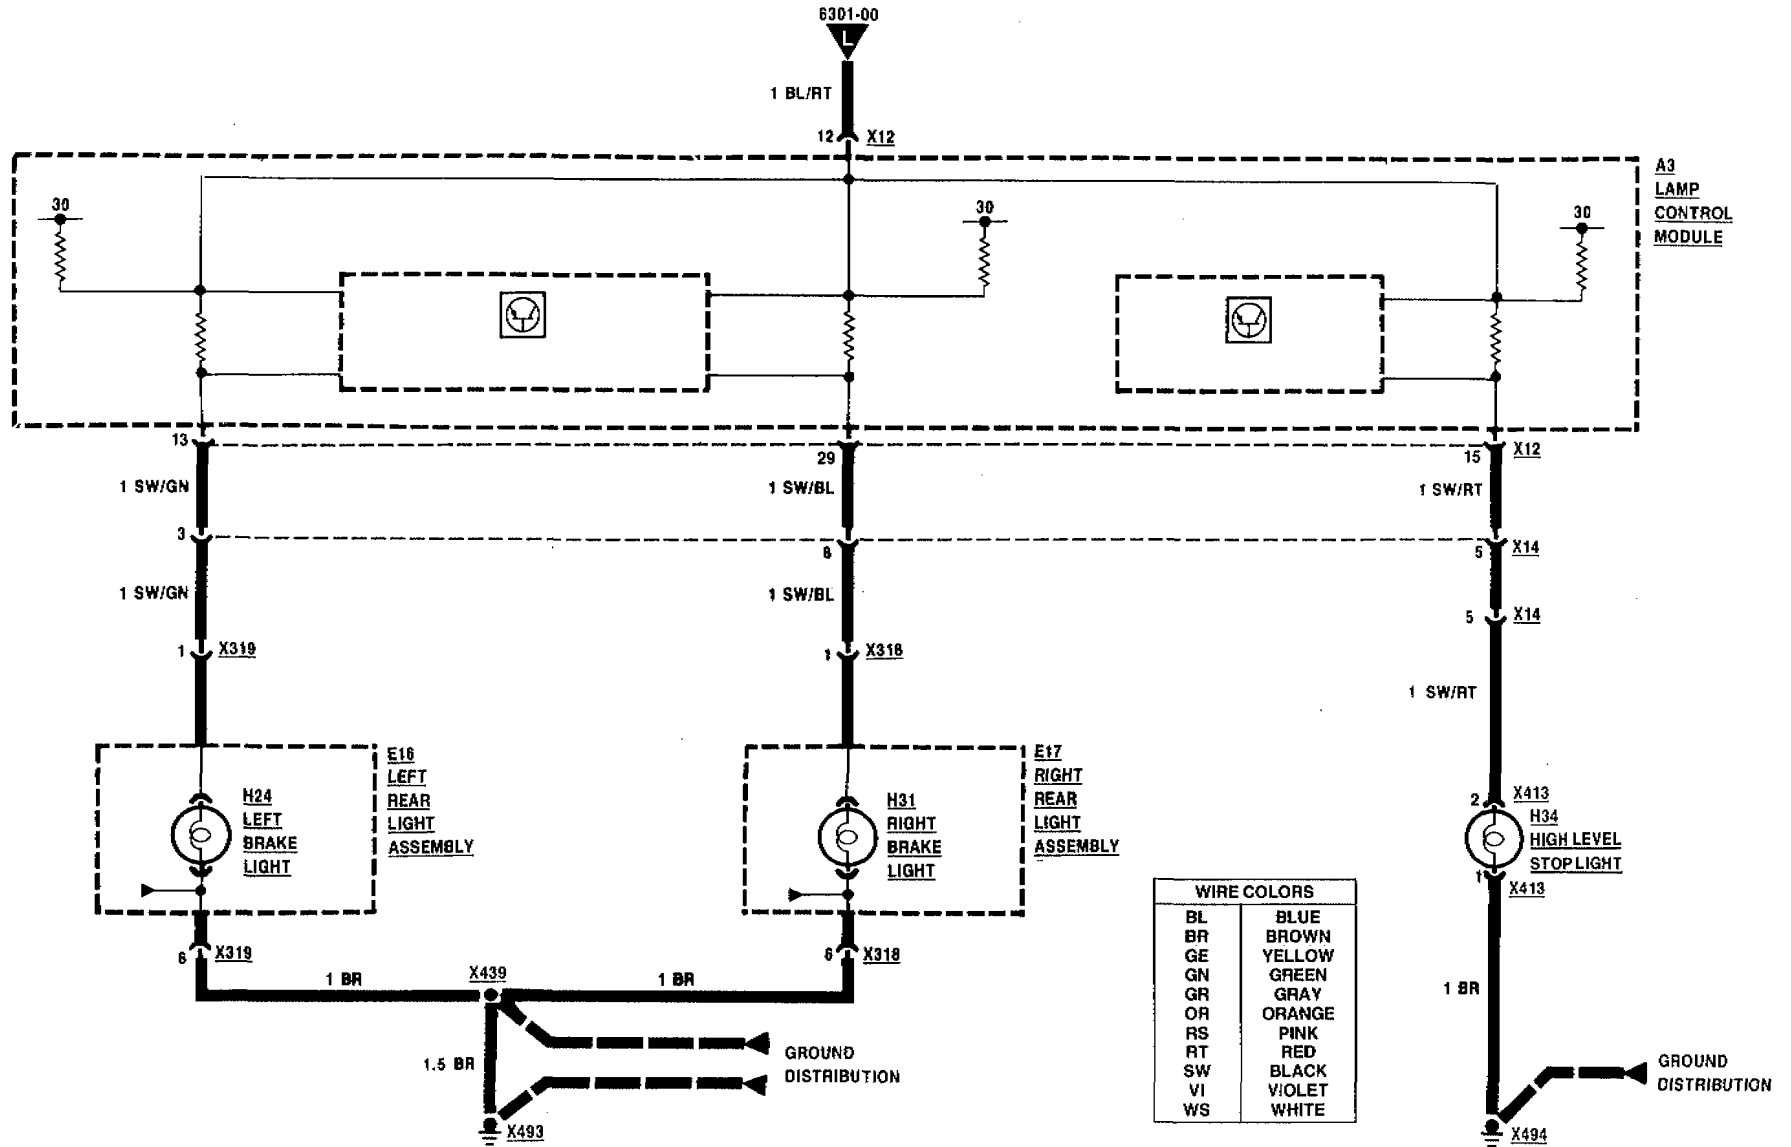 6301-00
L
1 BL/RT
12 X12
A3
LAMP
CONTROL
MODULE
30
30
30
13
29
15 X12
1 SW/GN
1 SW/BL
1 SW/RT
3
8
5 X14
1 SW/GN
1 SW/BL
5 X14
1 X319
1 X318
1 SW/RT
E16
LEFT
REAR
LIGHT
ASSEMBLY
H24
LEFT
BRAKE
LIGHT
E17
RIGHT
REAR
LIGHT
ASSEMBLY
H31
RIGHT
BRAKE
LIGHT
2 X413
H34
HIGH LEVEL
STOPLIGHT
1 X413
6 X319
6 X318
1 BR
X439
1 BR
1.5 BR
GROUND
DISTRIBUTION
X493
WIRE COLORS
BL BLUE
BR BROWN
GE YELLOW
GN GREEN
GR GRAY
OR ORANGE
RS PINK
RT RED
SW BLACK
VI VIOLET
WS WHITE
1 BR
GROUND
DISTRIBUTION
X494